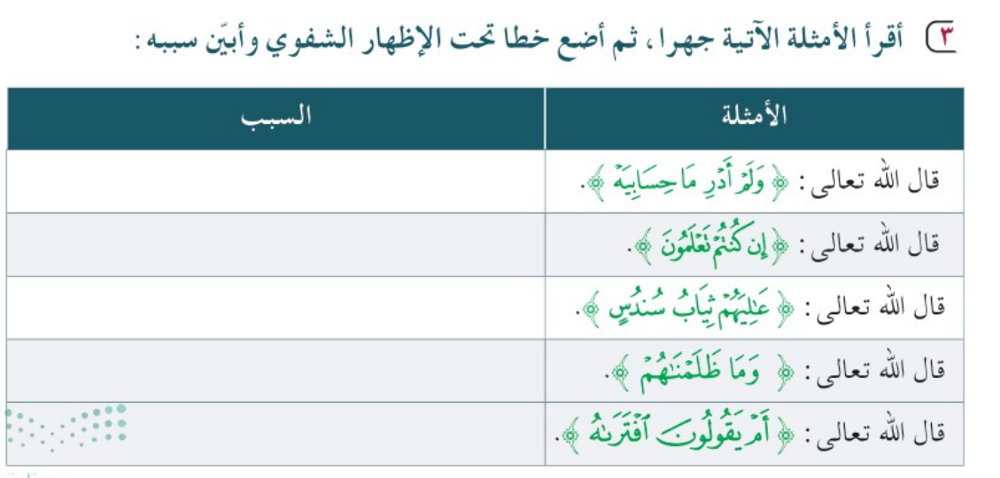 ٣ أقرأ الأمثلة الآتية جهرا، ثم أضع خطا تحت الإظهار الشفوي وأبيّن سببه:
الأمثلة السبب
قال الله تعالى: ﴿ وَلَمْ أَدْرِ مَا حِسَابِيَهْ ﴾.
قال الله تعالى: ﴿ إِن كُنتُمْ تَعْلَمُونَ ﴾.
قال الله تعالى: ﴿ عَٰلِيَهُمْ ثِيَابُ سُندُسٍ ﴾.
قال الله تعالى: ﴿ وَمَا ظَلَمْنَٰهُمْ ﴾.
قال الله تعالى: ﴿ أَمْ يَقُولُونَ ٱفْتَرَىٰهُ ﴾.